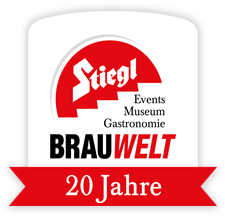 Stiegl
Events
Museum
Gastronomie
BRAUWELT
20 Jahre